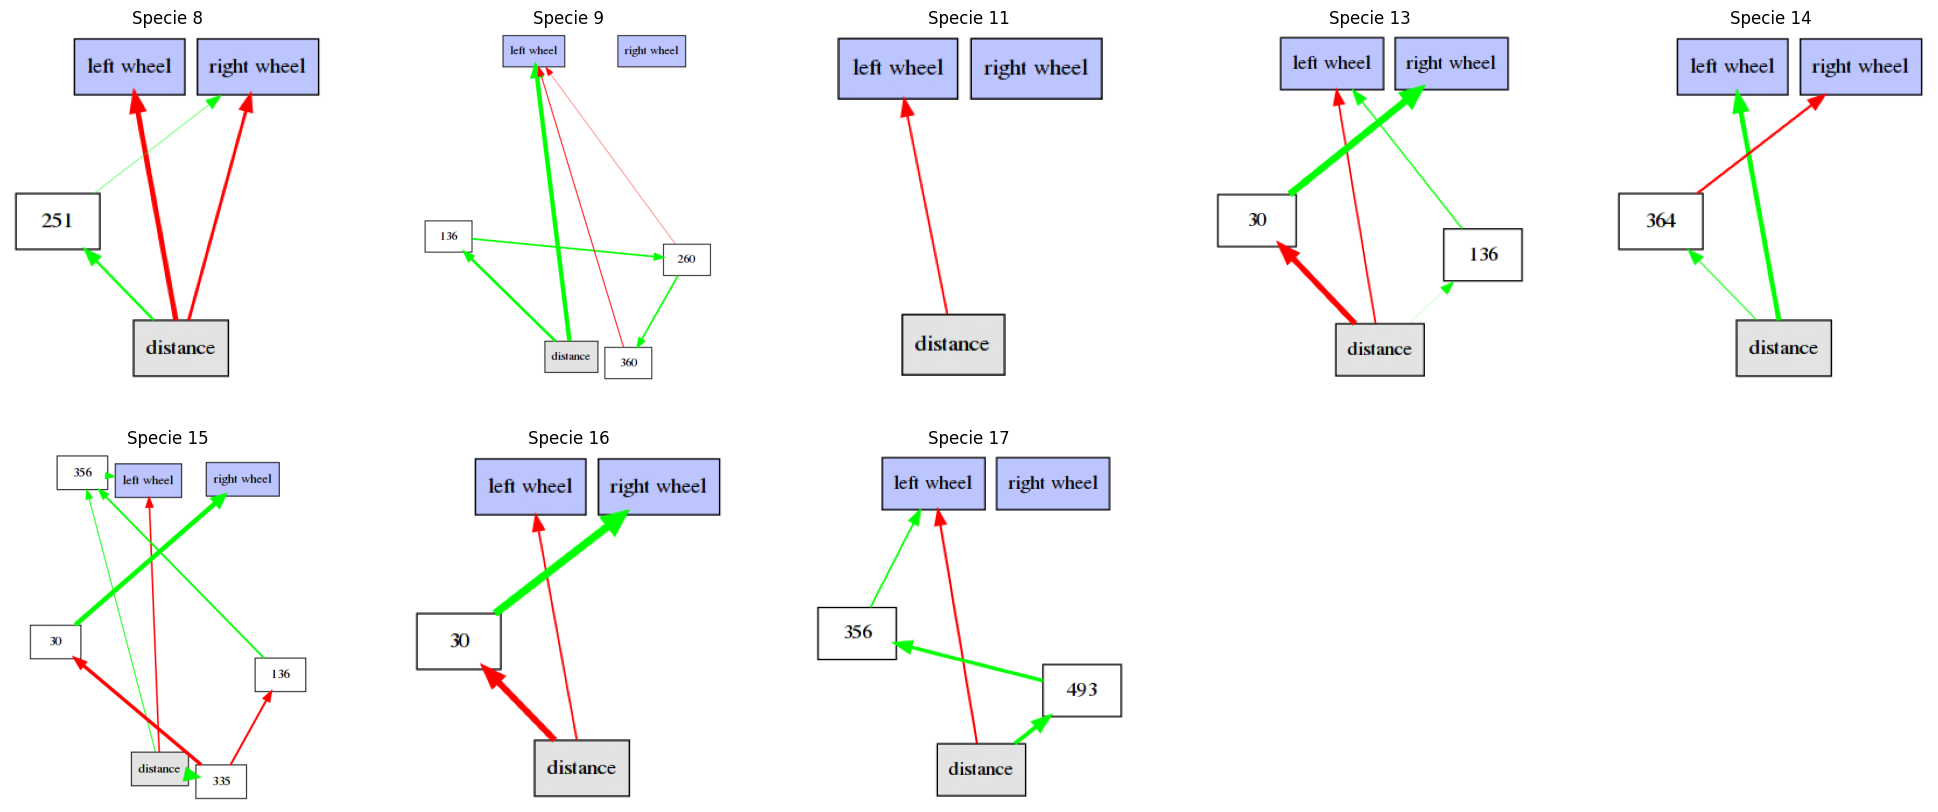 Specie 8
left wheel
right wheel
251
distance
Specie 9
left wheel
right wheel
136
260
distance
360
Specie 11
left wheel
right wheel
distance
Specie 13
left wheel
right wheel
30
136
distance
Specie 14
left wheel
right wheel
364
distance
Specie 15
356
left wheel
right wheel
30
136
distance
335
Specie 16
left wheel
right wheel
30
distance
Specie 17
left wheel
right wheel
356
493
distance